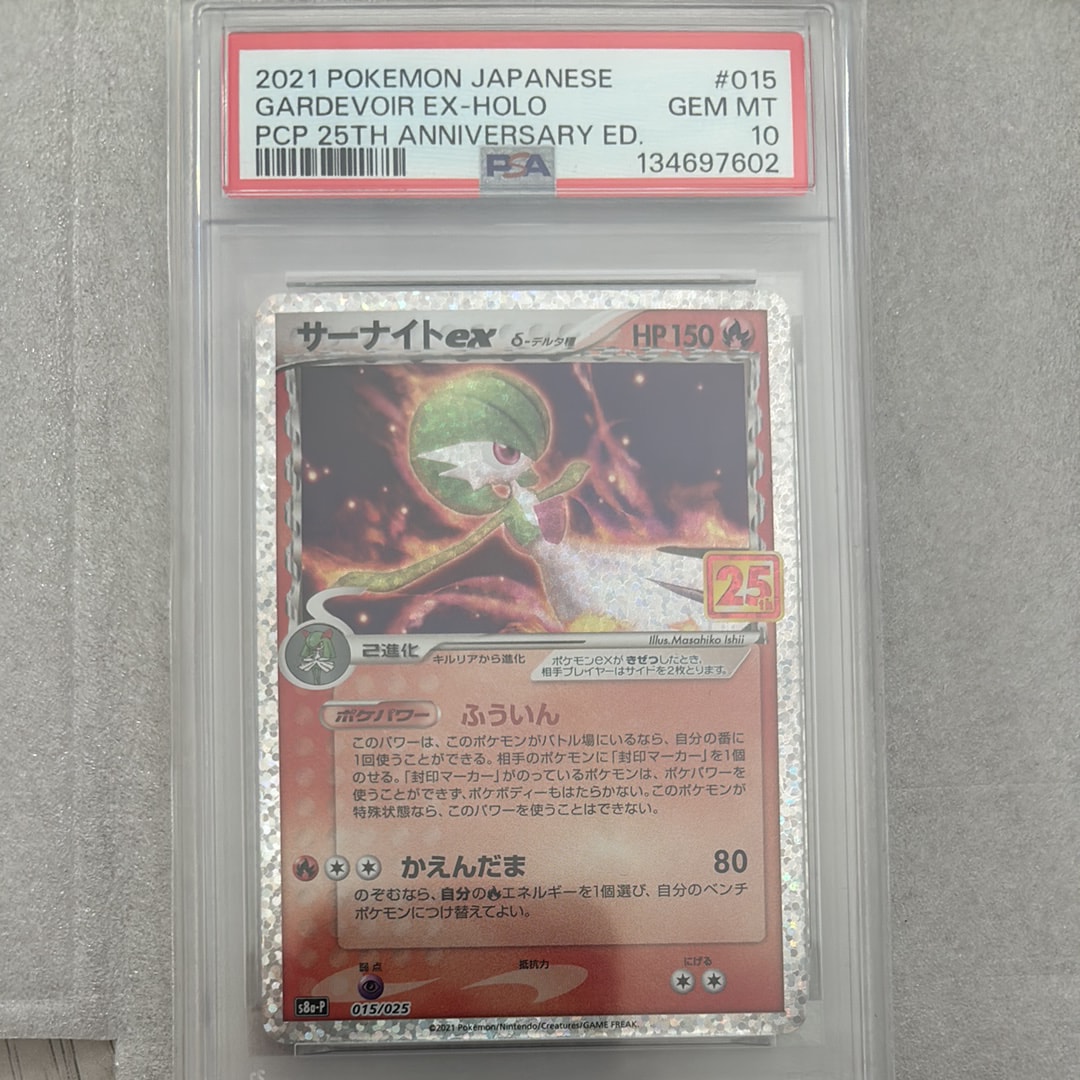 2021 POKEMON JAPANESE #015
GARDEVOIR EX-HOLO GEM MT
PCP 25TH ANNIVERSARY ED. 10
PSA 134697602
サーナイトex δ-デルタ種 HP150
25th
Illus. Masahiko Ishii
2進化 キルリアから進化
ポケモンexが きぜつしたとき、
相手プレイヤーはサイドを2枚とります。
ポケパワー ふういん
このパワーは、このポケモンがバトル場にいるなら、自分の番に
1回使うことができる。相手のポケモンに「封印マーカー」を1個
のせる。「封印マーカー」がのっているポケモンは、ポケパワーを
使うことができず、ポケボディーもはたらかない。このポケモンが
特殊状態なら、このパワーを使うことはできない。
かえんだま 80
のぞむなら、自分のエネルギーを1個選び、自分のベンチ
ポケモンにつけ替えてよい。
弱点 抵抗力 にげる
s8a-P 015/025
©2021 Pokémon/Nintendo/Creatures/GAME FREAK.